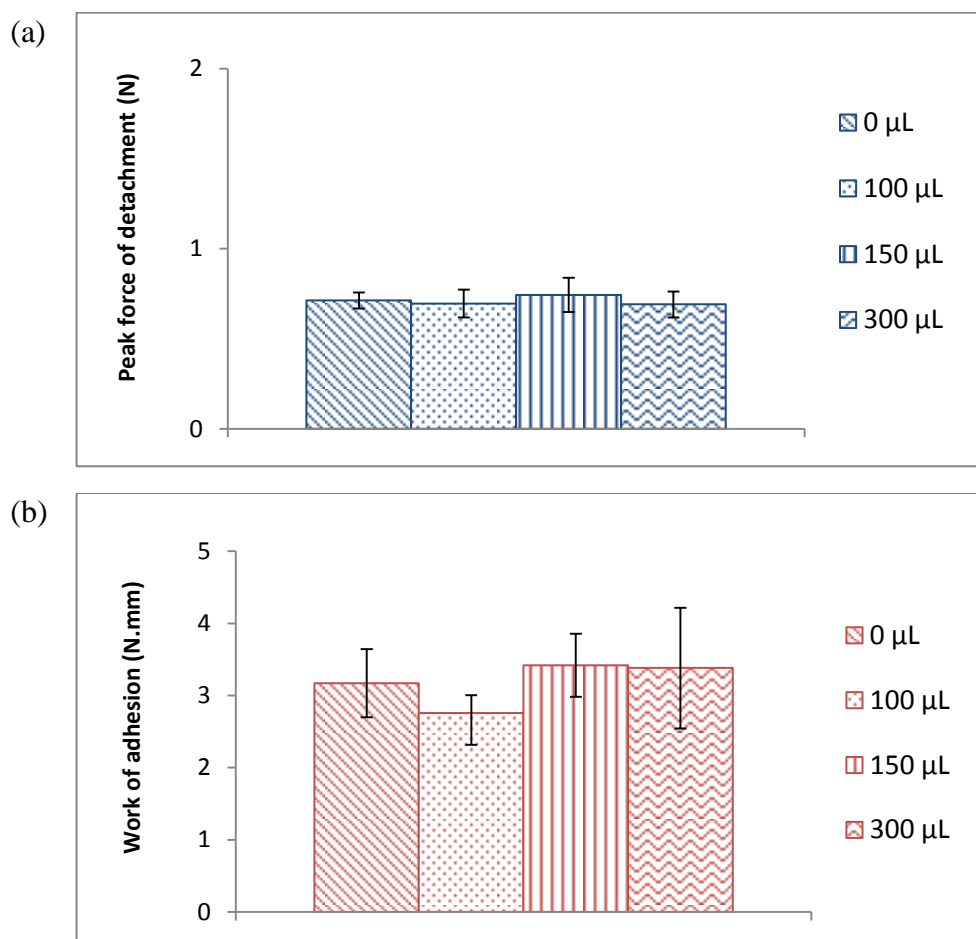 (a)
Peak force of detachment (N)
2
1
0
0 µL
100 µL
150 µL
300 µL
(b)
Work of adhesion (N.mm)
5
4
3
2
1
0
0 µL
100 µL
150 µL
300 µL